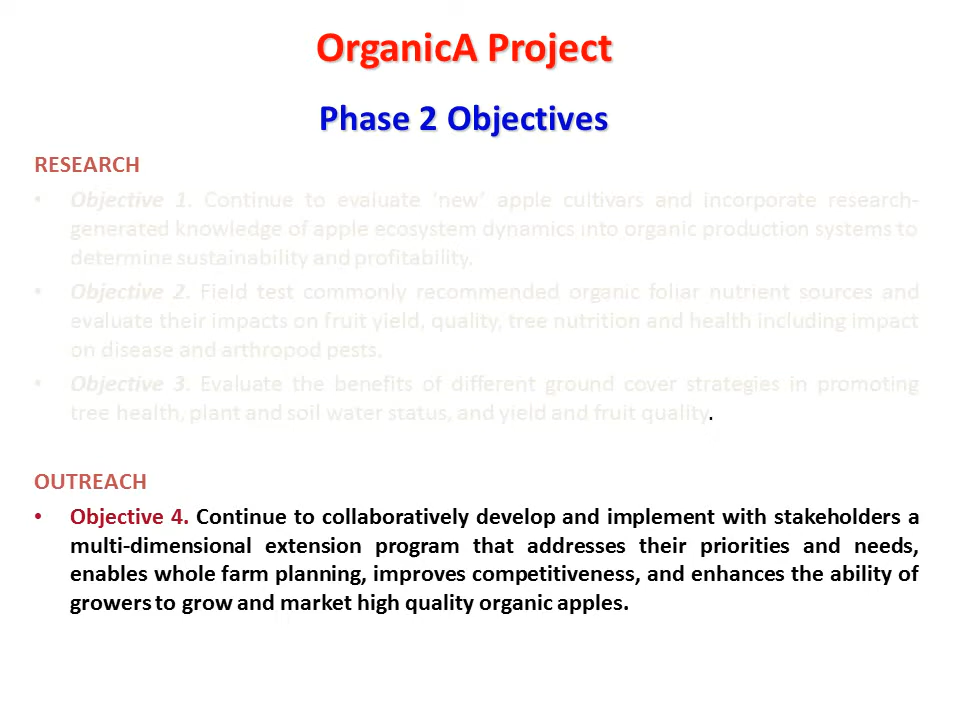 OrganicA Project
Phase 2 Objectives
RESEARCH
• Objective 1. Continue to evaluate ‘new’ apple cultivars and incorporate research-
generated knowledge of apple ecosystem dynamics into organic production systems to
determine sustainability and profitability.
• Objective 2. Field test commonly recommended organic foliar nutrient sources and
evaluate their impacts on fruit yield, quality, tree nutrition and health including impact
on disease and arthropod pests.
• Objective 3. Evaluate the benefits of different ground cover strategies in promoting
tree health, plant and soil water status, and yield and fruit quality.
OUTREACH
• Objective 4. Continue to collaboratively develop and implement with stakeholders a
multi-dimensional extension program that addresses their priorities and needs,
enables whole farm planning, improves competitiveness, and enhances the ability of
growers to grow and market high quality organic apples.